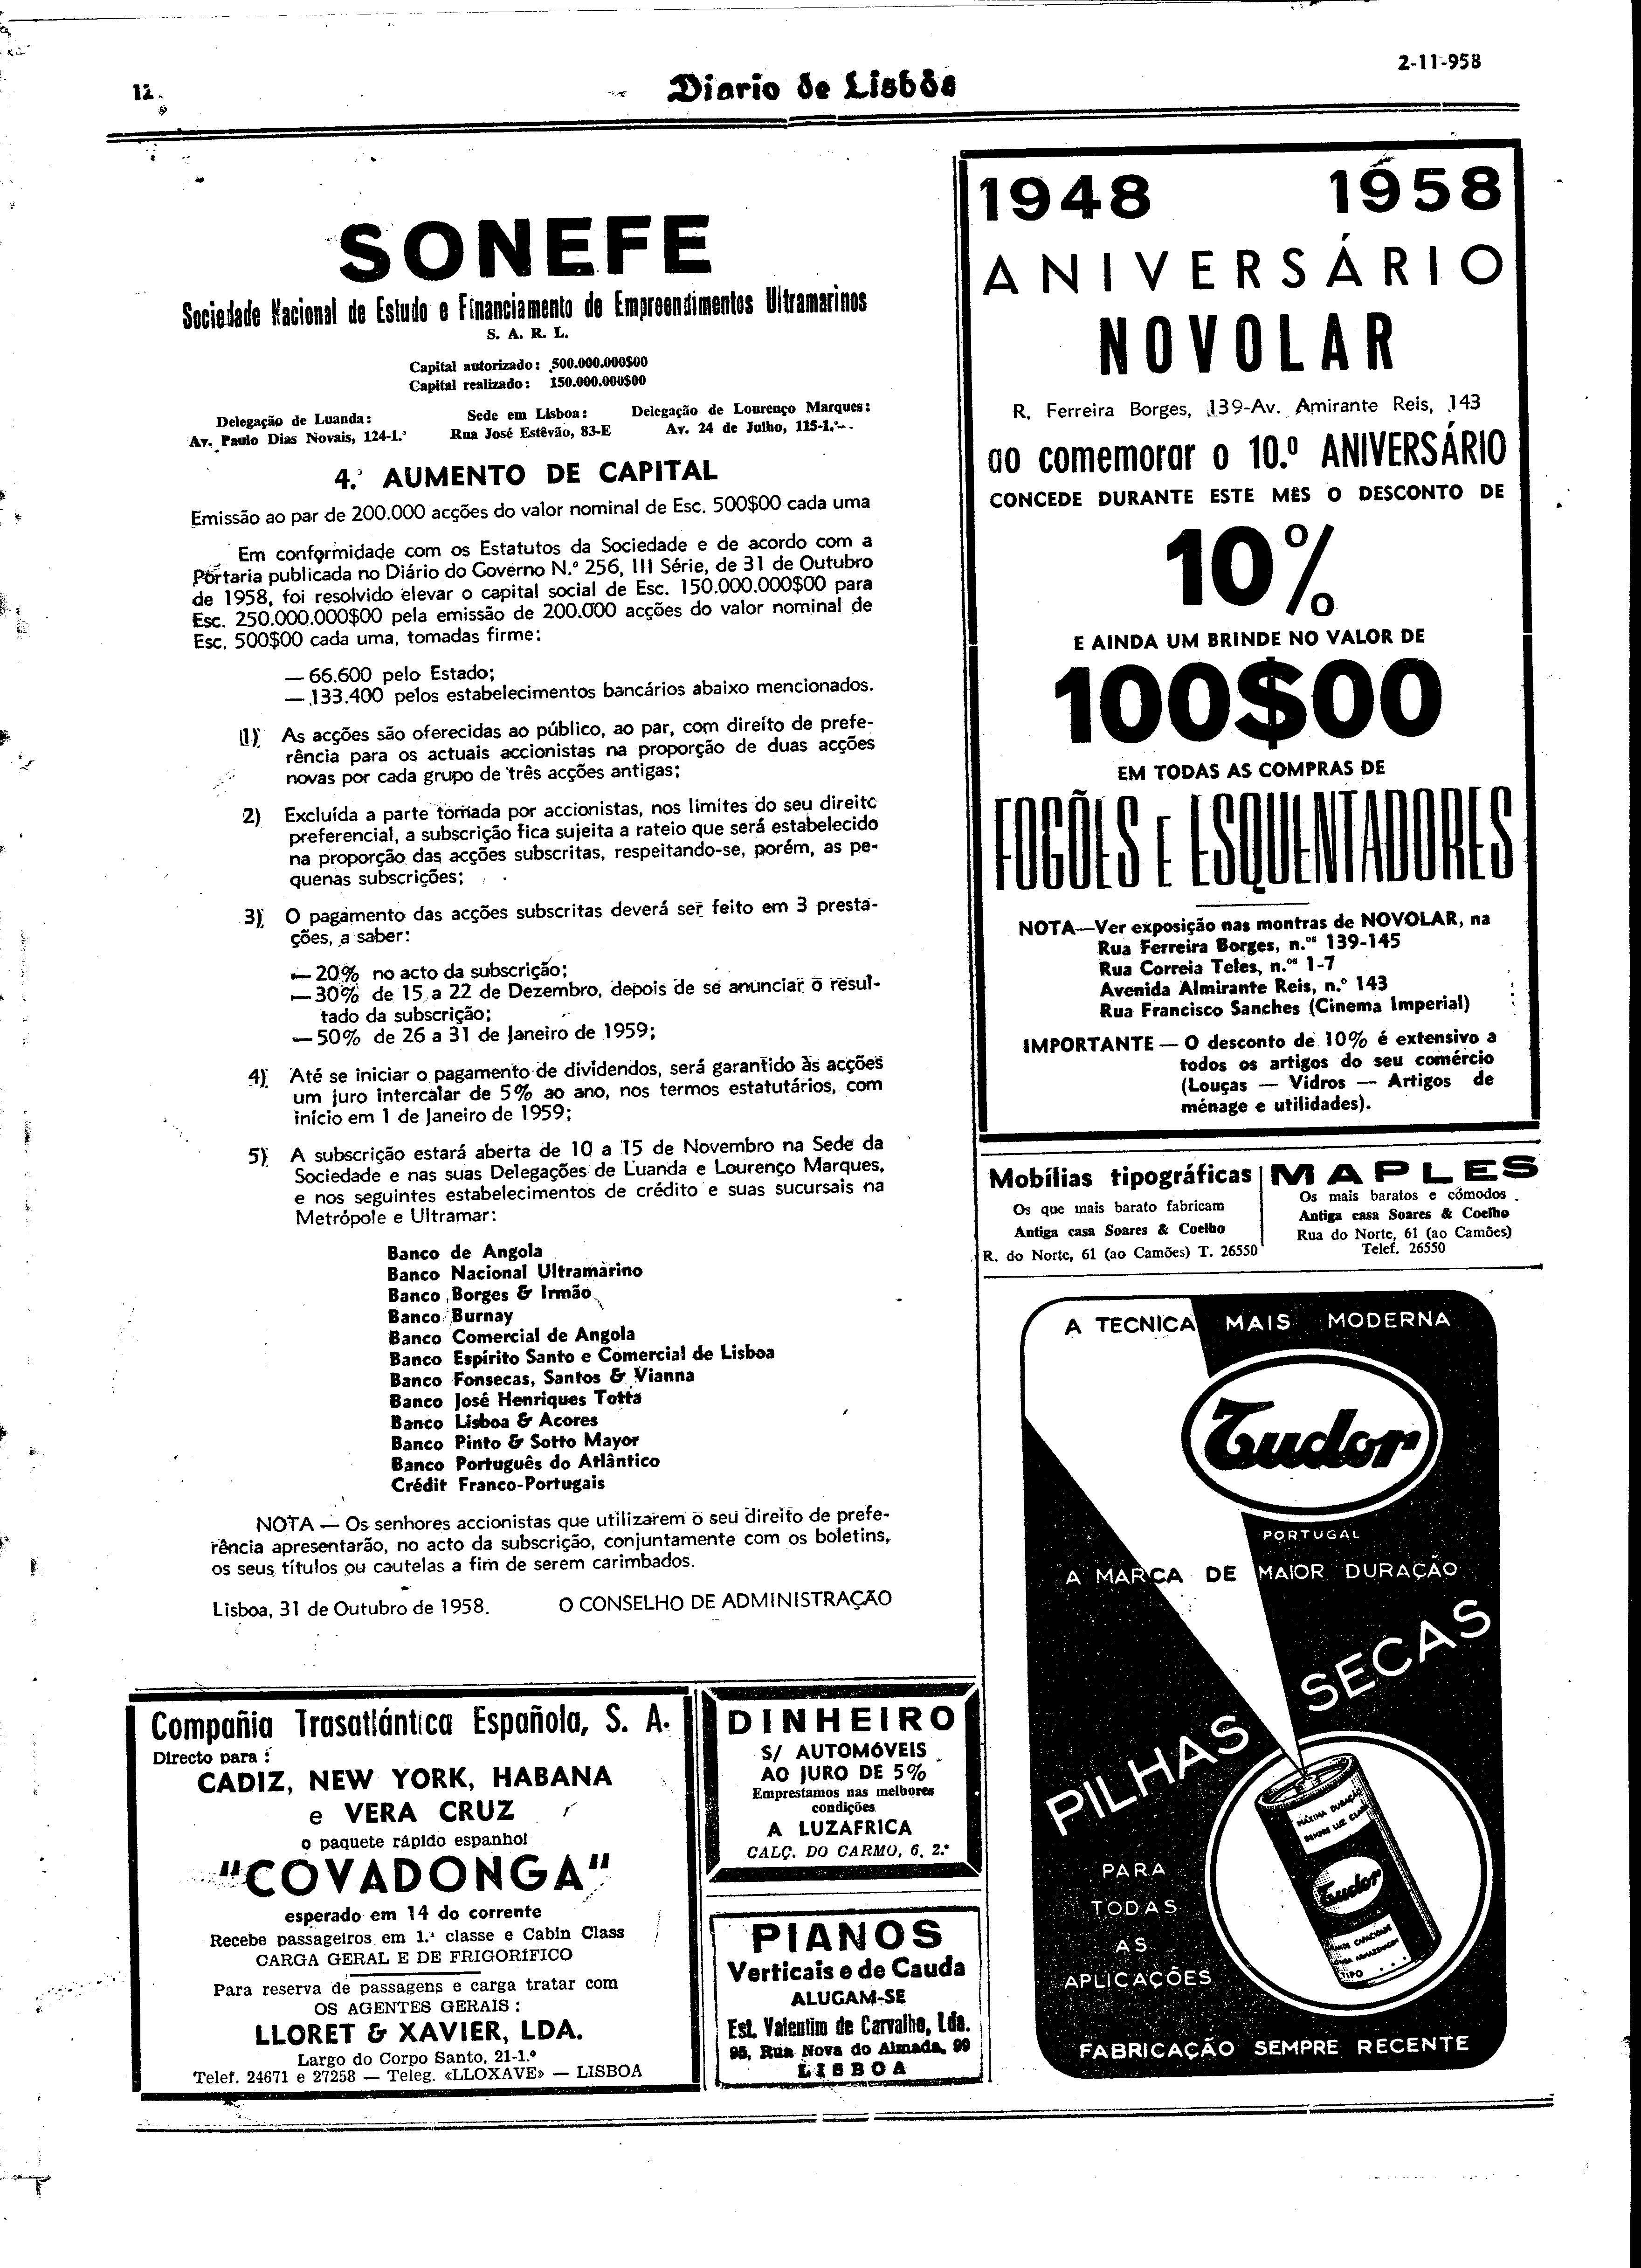 12
Diario de Lisbôa
2-11-958
SONEFE
Sociedade Nacional de Estudo e Financiamento de Empreendimentos Ultramarinos
S. A. R. L.
Capital autorizado: 500.000.000$00
Capital realizado: 150.000.000$00
Delegação de Luanda:
Av. Paulo Dias Novais, 124-1.º
Sede em Lisboa:
Rua José Estêvão, 83-E
Delegação de Lourenço Marques:
Av. 24 de Julho, 115-1.º
4.º AUMENTO DE CAPITAL
Emissão ao par de 200.000 acções do valor nominal de Esc. 500$00 cada uma
Em conformidade com os Estatutos da Sociedade e de acordo com a
Portaria publicada no Diário do Governo N.º 256, III Série, de 31 de Outubro
de 1958, foi resolvido elevar o capital social de Esc. 150.000.000$00 para
Esc. 250.000.000$00 pela emissão de 200.000 acções do valor nominal de
Esc. 500$00 cada uma, tomadas firme:
— 66.600 pelo Estado;
— 133.400 pelos estabelecimentos bancários abaixo mencionados.
1) As acções são oferecidas ao público, ao par, com direito de prefe-
rência para os actuais accionistas na proporção de duas acções
novas por cada grupo de três acções antigas;
2) Excluída a parte tomada por accionistas, nos limites do seu direito
preferencial, a subscrição fica sujeita a rateio que será estabelecido
na proporção das acções subscritas, respeitando-se, porém, as pe-
quenas subscrições;
3) O pagamento das acções subscritas deverá ser feito em 3 presta-
ções, a saber:
— 20% no acto da subscrição;
— 30% de 15 a 22 de Dezembro, depois de se anunciar o resul-
tado da subscrição;
— 50% de 26 a 31 de Janeiro de 1959;
4) Até se iniciar o pagamento de dividendos, será garantido às acções
um juro intercalar de 5% ao ano, nos termos estatutários, com
início em 1 de Janeiro de 1959;
5) A subscrição estará aberta de 10 a 15 de Novembro na Sede da
Sociedade e nas suas Delegações de Luanda e Lourenço Marques,
e nos seguintes estabelecimentos de crédito e suas sucursais na
Metrópole e Ultramar:
Banco de Angola
Banco Nacional Ultramarino
Banco Borges & Irmão
Banco Burnay
Banco Comercial de Angola
Banco Espírito Santo e Comercial de Lisboa
Banco Fonsecas, Santos & Vianna
Banco José Henriques Totta
Banco Lisboa & Acores
Banco Pinto & Sotto Mayor
Banco Português do Atlântico
Crédit Franco-Portugais
NOTA — Os senhores accionistas que utilizarem o seu direito de prefe-
rência apresentarão, no acto da subscrição, conjuntamente com os boletins,
os seus títulos ou cautelas a fim de serem carimbados.
Lisboa, 31 de Outubro de 1958. O CONSELHO DE ADMINISTRAÇÃO
1948 1958
ANIVERSÁRIO
NOVOLAR
R. Ferreira Borges, 139-Av. Amirante Reis, 143
ao comemorar o 10.º ANIVERSÁRIO
CONCEDE DURANTE ESTE MÊS O DESCONTO DE
10%
E AINDA UM BRINDE NO VALOR DE
100$00
EM TODAS AS COMPRAS DE
FOGÕES E ESQUENTADORES
NOTA—Ver exposição nas montras de NOVOLAR, na
Rua Ferreira Borges, n.os 139-145
Rua Correia Teles, n.os 1-7
Avenida Almirante Reis, n.º 143
Rua Francisco Sanches (Cinema Imperial)
IMPORTANTE — O desconto de 10% é extensivo a
todos os artigos do seu comércio
(Louças — Vidros — Artigos de
ménage e utilidades).
Mobílias tipográficas
Os que mais barato fabricam
Antiga casa Soares & Coelho
R. do Norte, 61 (ao Camões) T. 26550
MAPLES
Os mais baratos e cómodos
Antiga casa Soares & Coelho
Rua do Norte, 61 (ao Camões)
Telef. 26550
A TECNICA MAIS MODERNA
Tudor
PORTUGAL
A MARCA DE MAIOR DURAÇÃO
PILHAS SECAS
PARA
TODAS
AS
APLICAÇÕES
MÁXIMA DURAÇÃO
SEMPRE LUZ CLARA
Tudor
TIPO
FABRICAÇÃO SEMPRE RECENTE
Compañia Trasatlántica Española, S. A.
Directo para:
CADIZ, NEW YORK, HABANA
e VERA CRUZ
o paquete rápido espanhol
"COVADONGA"
esperado em 14 do corrente
Recebe passageiros em 1.ª classe e Cabin Class
CARGA GERAL E DE FRIGORÍFICO
Para reserva de passagens e carga tratar com
OS AGENTES GERAIS:
LLORET & XAVIER, LDA.
Largo do Corpo Santo, 21-1.º
Telef. 24671 e 27258 — Teleg. «LLOXAVE» — LISBOA
DINHEIRO
S/ AUTOMÓVEIS
AO JURO DE 5%
Emprestamos nas melhores
condições
A LUZAFRICA
CALÇ. DO CARMO, 6, 2.º
PIANOS
Verticais e de Cauda
ALUGAM-SE
Est. Valentim de Carvalho, Lda.
95, Rua Nova do Almada, 99
LISBOA